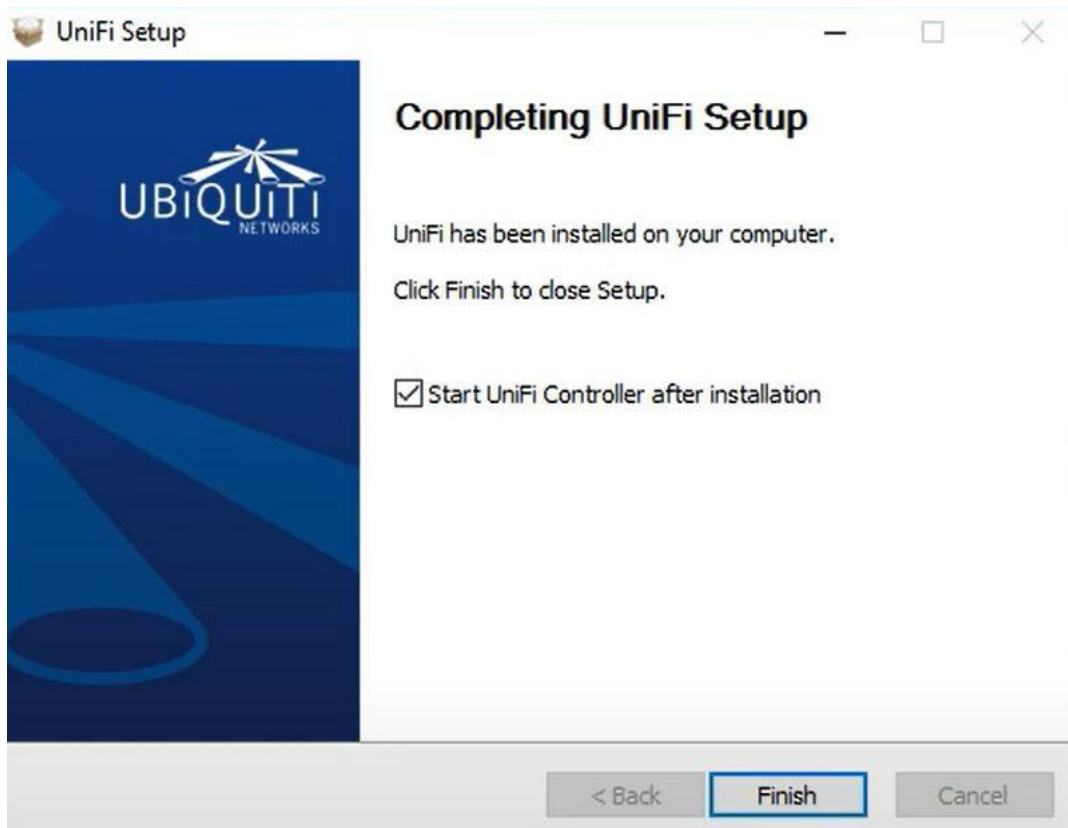 UniFi Setup
UBiQUiTi
NETWORKS
Completing UniFi Setup
UniFi has been installed on your computer.
Click Finish to close Setup.
Start UniFi Controller after installation
< Back
Finish
Cancel